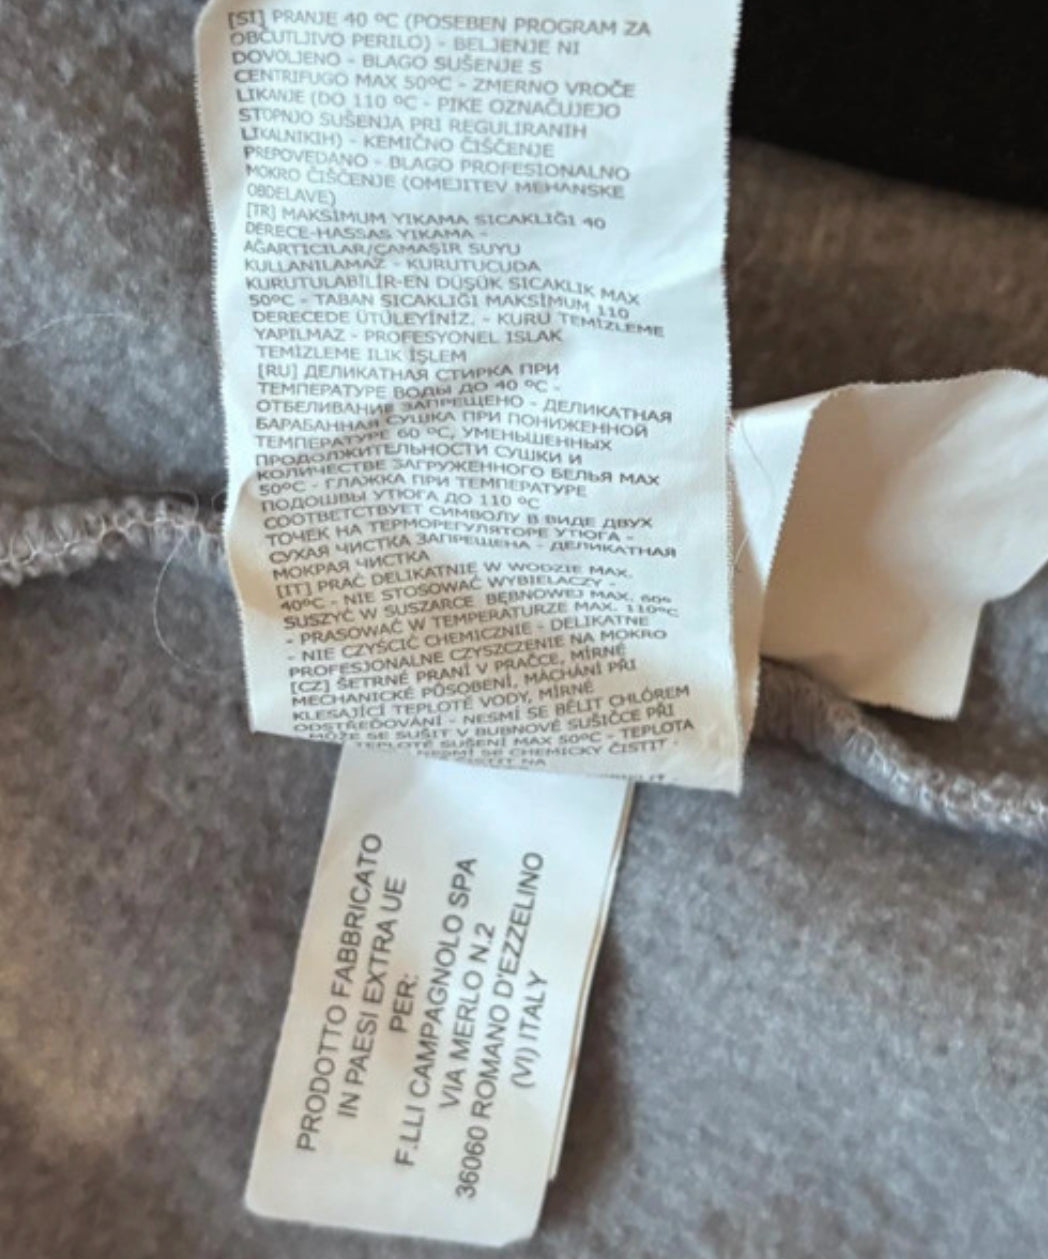 [SI] PRANJE 40 ºC (POSEBEN PROGRAM ZA
OBČUTLJIVO PERILO) - BELJENJE NI
DOVOLJENO - BLAGO SUŠENJE S
CENTRIFUGO MAX 50ºC - ZMERNO VROČE
LIKANJE (DO 110 ºC - PIKE OZNAČUJEJO
STOPNJO SUŠENJA PRI REGULIRANIH
LIKALNIKIH) - KEMIČNO ČIŠČENJE
PREPOVEDANO - BLAGO PROFESIONALNO
MOKRO ČIŠČENJE (OMEJITEV MEHANSKE
OBDELAVE)
[TR] MAKSİMUM YIKAMA SICAKLIĞI 40
DERECE-HASSAS YIKAMA -
AĞARTICILAR/ÇAMAŞIR SUYU
KULLANILAMAZ - KURUTUCUDA
KURUTULABİLİR-EN DÜŞÜK SICAKLIK MAX
50ºC - TABAN SICAKLIĞI MAKSİMUM 110
DERECEDE ÜTÜLEYİNİZ. - KURU TEMİZLEME
YAPILMAZ - PROFESYONEL ISLAK
TEMİZLEME ILIK İŞLEM
[RU] ДЕЛИКАТНАЯ СТИРКА ПРИ
ТЕМПЕРАТУРЕ ВОДЫ ДО 40 ºC -
ОТБЕЛИВАНИЕ ЗАПРЕЩЕНО - ДЕЛИКАТНАЯ
БАРАБАННАЯ СУШКА ПРИ ПОНИЖЕННОЙ
ТЕМПЕРАТУРЕ 60 ºC, УМЕНЬШЕННЫХ
ПРОДОЛЖИТЕЛЬНОСТИ СУШКИ И
КОЛИЧЕСТВЕ ЗАГРУЖЕННОГО БЕЛЬЯ MAX
50ºC - ГЛАЖКА ПРИ ТЕМПЕРАТУРЕ
ПОДОШВЫ УТЮГА ДО 110 ºC
СООТВЕТСТВУЕТ СИМВОЛУ В ВИДЕ ДВУХ
ТОЧЕК НА ТЕРМОРЕГУЛЯТОРЕ УТЮГА -
СУХАЯ ЧИСТКА ЗАПРЕЩЕНА - ДЕЛИКАТНАЯ
МОКРАЯ ЧИСТКА
[IT] PRAĆ DELIKATNIE W WODZIE MAX.
40ºC - NIE STOSOWAĆ WYBIELACZY -
SUSZYĆ W SUSZARCE BĘBNOWEJ MAX. 60º
- PRASOWAĆ W TEMPERATURZE MAX. 110ºC
- NIE CZYŚCIĆ CHEMICZNIE - DELIKATNE
PROFESJONALNE CZYSZCZENIE NA MOKRO
[CZ] ŠETRNÉ PRANÍ V PRAČCE, MÍRNÉ
MECHANICKÉ PŮSOBENÍ, MÁCHÁNÍ PŘI
KLESAJÍCÍ TEPLOTĚ VODY, MÍRNÉ
ODSTŘEĎOVÁNÍ - NESMÍ SE BĚLIT CHLÓREM
MŮŽE SE SUŠIT V BUBNOVÉ SUŠIČCE PŘI
TEPLOTĚ SUŠENÍ MAX 50ºC - TEPLOTA
NESMÍ SE CHEMICKY ČISTIT -
PRODOTTO FABBRICATO
IN PAESI EXTRA UE
PER:
F.LLI CAMPAGNOLO SPA
VIA MERLO N.2
36060 ROMANO D'EZZELINO
(VI) ITALY